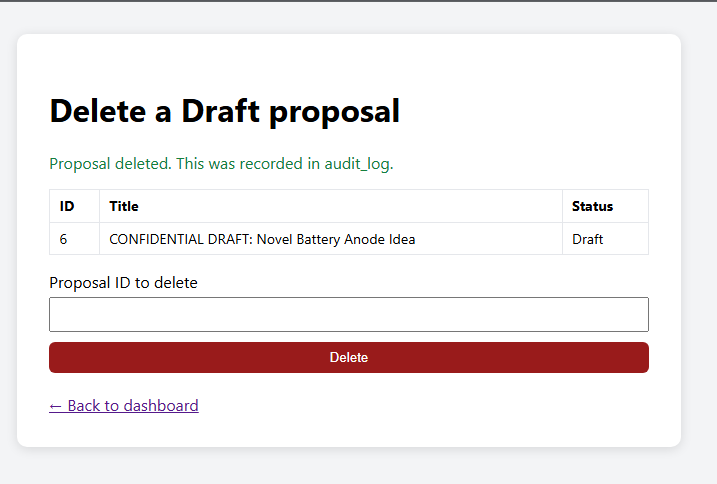 Delete a Draft proposal
Proposal deleted. This was recorded in audit_log.
ID Title Status
6 CONFIDENTIAL DRAFT: Novel Battery Anode Idea Draft
Proposal ID to delete
Delete
← Back to dashboard